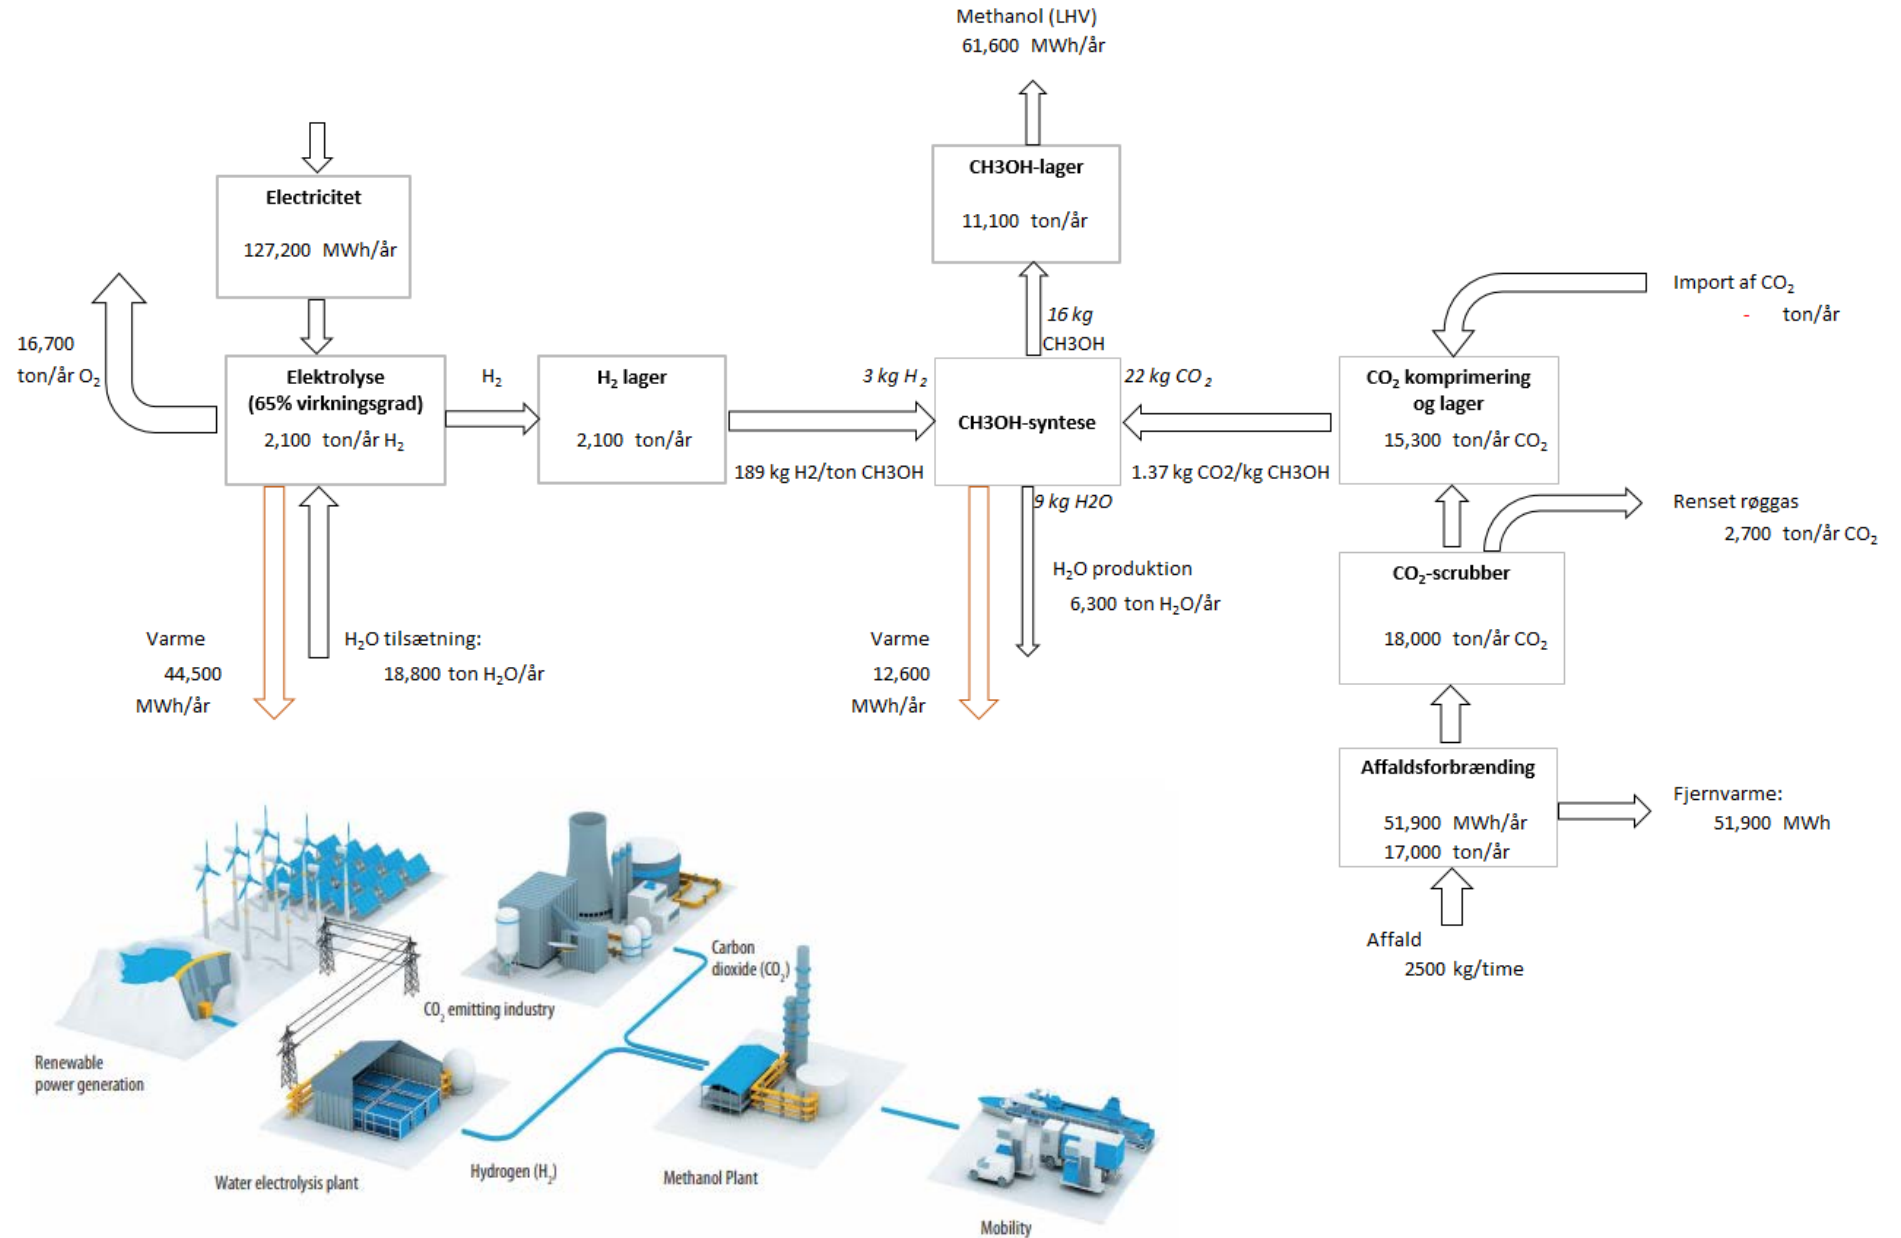 Methanol (LHV)
61,600 MWh/år
CH3OH-lager
11,100 ton/år
Electricitet
127,200 MWh/år
16,700
ton/år O₂
Elektrolyse
(65% virkningsgrad)
2,100 ton/år H₂
H₂
H₂ lager
2,100 ton/år
3 kg H₂
189 kg H2/ton CH3OH
16 kg
CH3OH
CH3OH-syntese
22 kg CO₂
1.37 kg CO2/kg CH3OH
Import af CO₂
- ton/år
CO₂ komprimering
og lager
15,300 ton/år CO₂
9 kg H2O
H₂O produktion
6,300 ton H₂O/år
Renset røggas
2,700 ton/år CO₂
CO₂-scrubber
18,000 ton/år CO₂
Varme
44,500
MWh/år
H₂O tilsætning:
18,800 ton H₂O/år
Varme
12,600
MWh/år
Affaldsforbrænding
51,900 MWh/år
17,000 ton/år
Fjernvarme:
51,900 MWh
Affald
2500 kg/time
Renewable
power generation
CO₂ emitting industry
Carbon
dioxide (CO₂)
Water electrolysis plant
Hydrogen (H₂)
Methanol Plant
Mobility